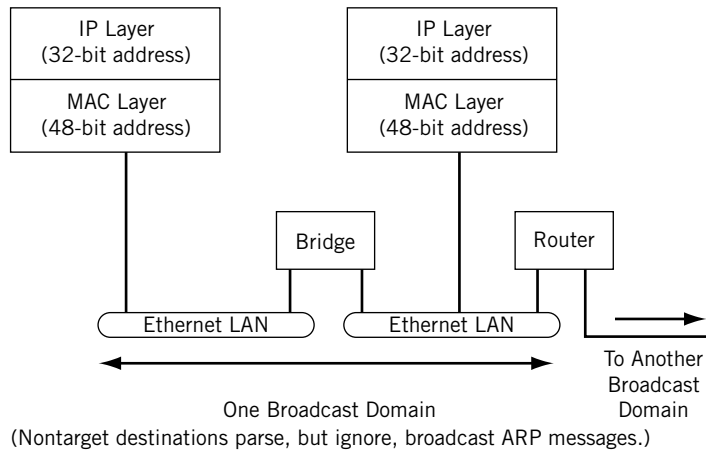 IP Layer
(32-bit address)
MAC Layer
(48-bit address)
IP Layer
(32-bit address)
MAC Layer
(48-bit address)
Bridge
Router
Ethernet LAN
Ethernet LAN
To Another
Broadcast
Domain
One Broadcast Domain
(Nontarget destinations parse, but ignore, broadcast ARP messages.)